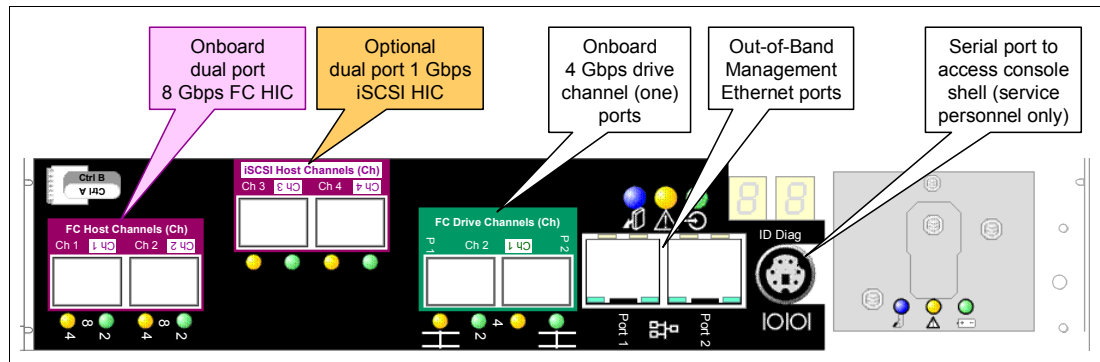 Onboard
dual port
8 Gbps FC HIC
Optional
dual port 1 Gbps
iSCSI HIC
Onboard
4 Gbps drive
channel (one)
ports
Out-of-Band
Management
Ethernet ports
Serial port to
access console
shell (service
personnel only)
Ctrl B
Ctrl A
iSCSI Host Channels (Ch)
Ch 3 Ch 3 Ch 4 Ch 4
FC Host Channels (Ch)
Ch 1 Ch 1 Ch 2 Ch 2
FC Drive Channels (Ch)
P 1 Ch 2 Ch 1 P 2
8 8
ID Diag
4 8 2 4 8 2
2 4
Port 1 Port 2
IOIOI